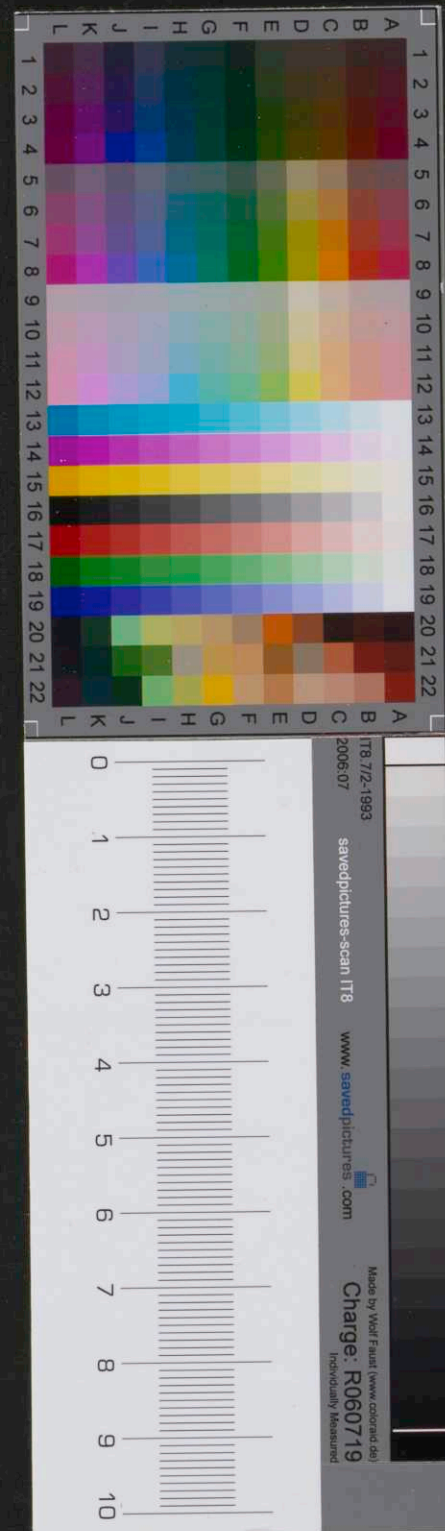 L K J I H G F E D C B A
1 2 3 4 5 6 7 8 9 10 11 12 13 14 15 16 17 18 19 20 21 22
1 2 3 4 5 6 7 8 9 10 11 12 13 14 15 16 17 18 19 20 21 22
L K J I H G F E D C B A
IT8.7/2-1993
2006:07
savedpictures-scan IT8
www.savedpictures.com
Made by Wolf Faust (www.coloraid.de)
Charge: R060719
Individually Measured
0 1 2 3 4 5 6 7 8 9 10